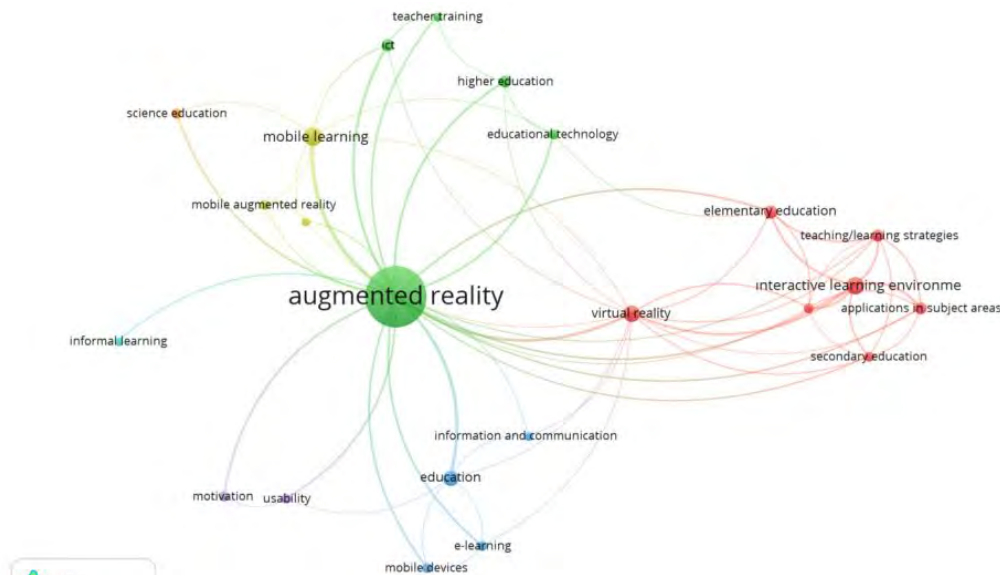 teacher training
ict
higher education
science education
mobile learning
educational technology
mobile augmented reality
elementary education
teaching/learning strategies
augmented reality
interactive learning environme
virtual reality
applications in subject areas
informal learning
secondary education
information and communication
education
motivation
usability
e-learning
mobile devices